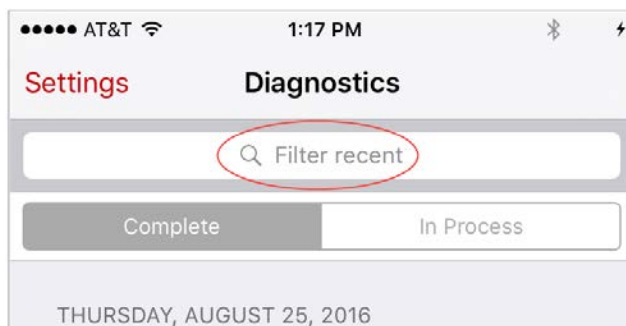 AT&T 1:17 PM
Settings Diagnostics
Filter recent
Complete In Process
THURSDAY, AUGUST 25, 2016